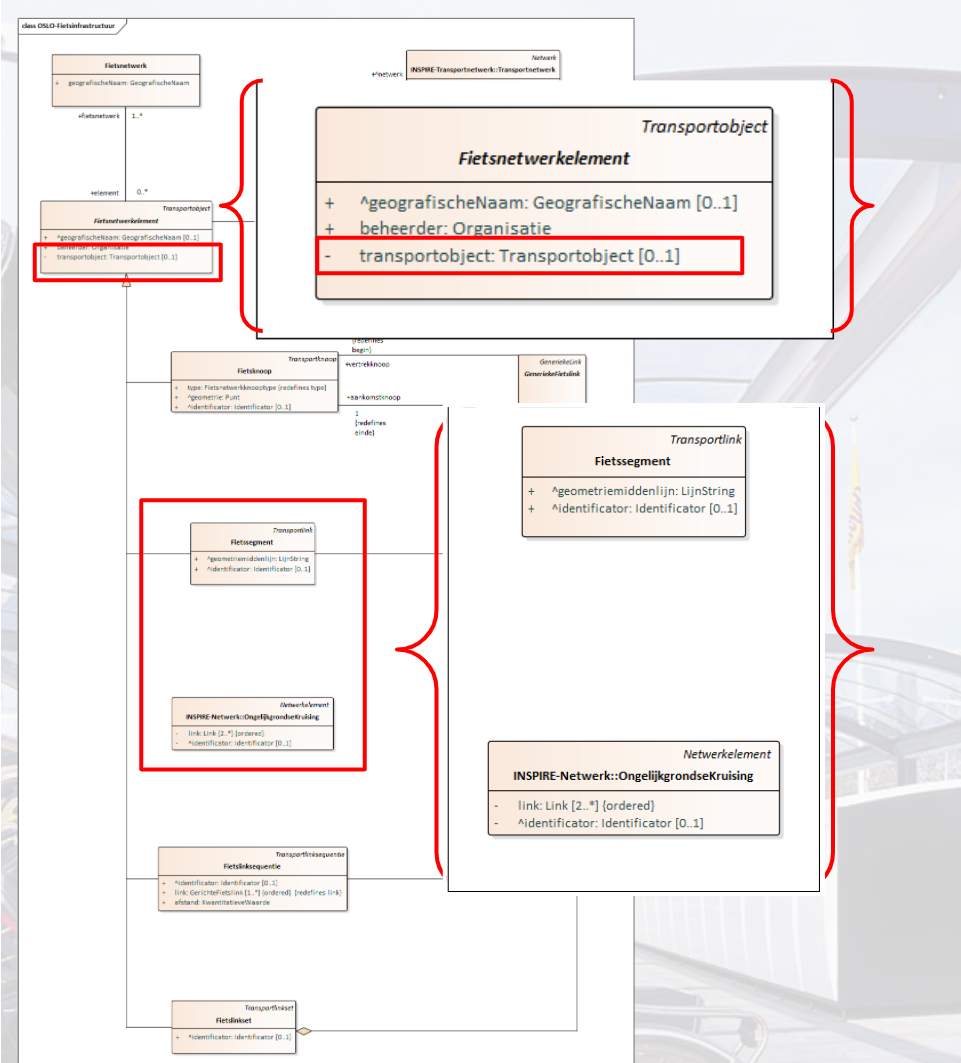 class OSLO-Fietsinfrastructuur
Fietsnetwerk
+ geografischeNaam: GeografischeNaam
Netwerk
INSPIRE-Transportnetwerk::Transportnetwerk
+^netwerk
+fietsnetwerk 1..*
+element 0..*
Transportobject
Fietsnetwerkelement
+ ^geografischeNaam: GeografischeNaam [0..1]
+ beheerder: Organisatie
- transportobject: Transportobject [0..1]
Transportobject
Fietsnetwerkelement
+ ^geografischeNaam: GeografischeNaam [0..1]
+ beheerder: Organisatie
- transportobject: Transportobject [0..1]
{redefines
begin}
+vertrekknoop
Transportknoop
Fietsknoop
+ type: Fietsnetwerkknooptype {redefines type}
+ ^geometrie: Punt
+ ^identificator: Identificator [0..1]
GeneriekeLink
GeneriekeFietslink
+aankomstknoop
1
{redefines
einde}
Transportlink
Fietssegment
+ ^geometriemiddenlijn: LijnString
+ ^identificator: Identificator [0..1]
Transportlink
Fietssegment
+ ^geometriemiddenlijn: LijnString
+ ^identificator: Identificator [0..1]
Netwerkelement
INSPIRE-Netwerk::OngelijkgrondseKruising
- link: Link [2..*] {ordered}
- ^identificator: Identificator [0..1]
Netwerkelement
INSPIRE-Netwerk::OngelijkgrondseKruising
- link: Link [2..*] {ordered}
- ^identificator: Identificator [0..1]
Transportlinksequentie
Fietslinksequentie
+ ^identificator: Identificator [0..1]
+ link: GerichteFietslink [1..*] {ordered} {redefines link}
+ afstand: KwantitatieveWaarde
Transportlinkset
Fietslinkset
+ ^identificator: Identificator [0..1]